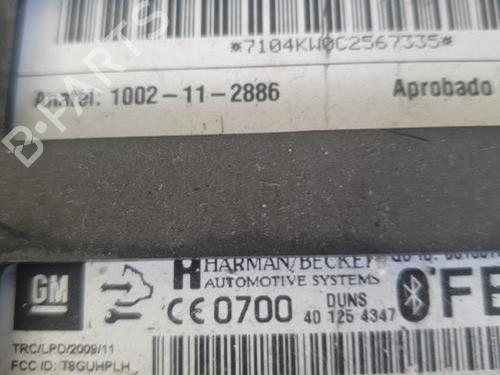 *7104KW0C2567335*
Anatel: 1002-11-2886 Aprobado
HARMAN/BECKER
AUTOMOTIVE SYSTEMS
GM
CE 0700 DUNS
40 125 4347
TRC/LPD/2009/11
FCC ID: T8GUHPLH